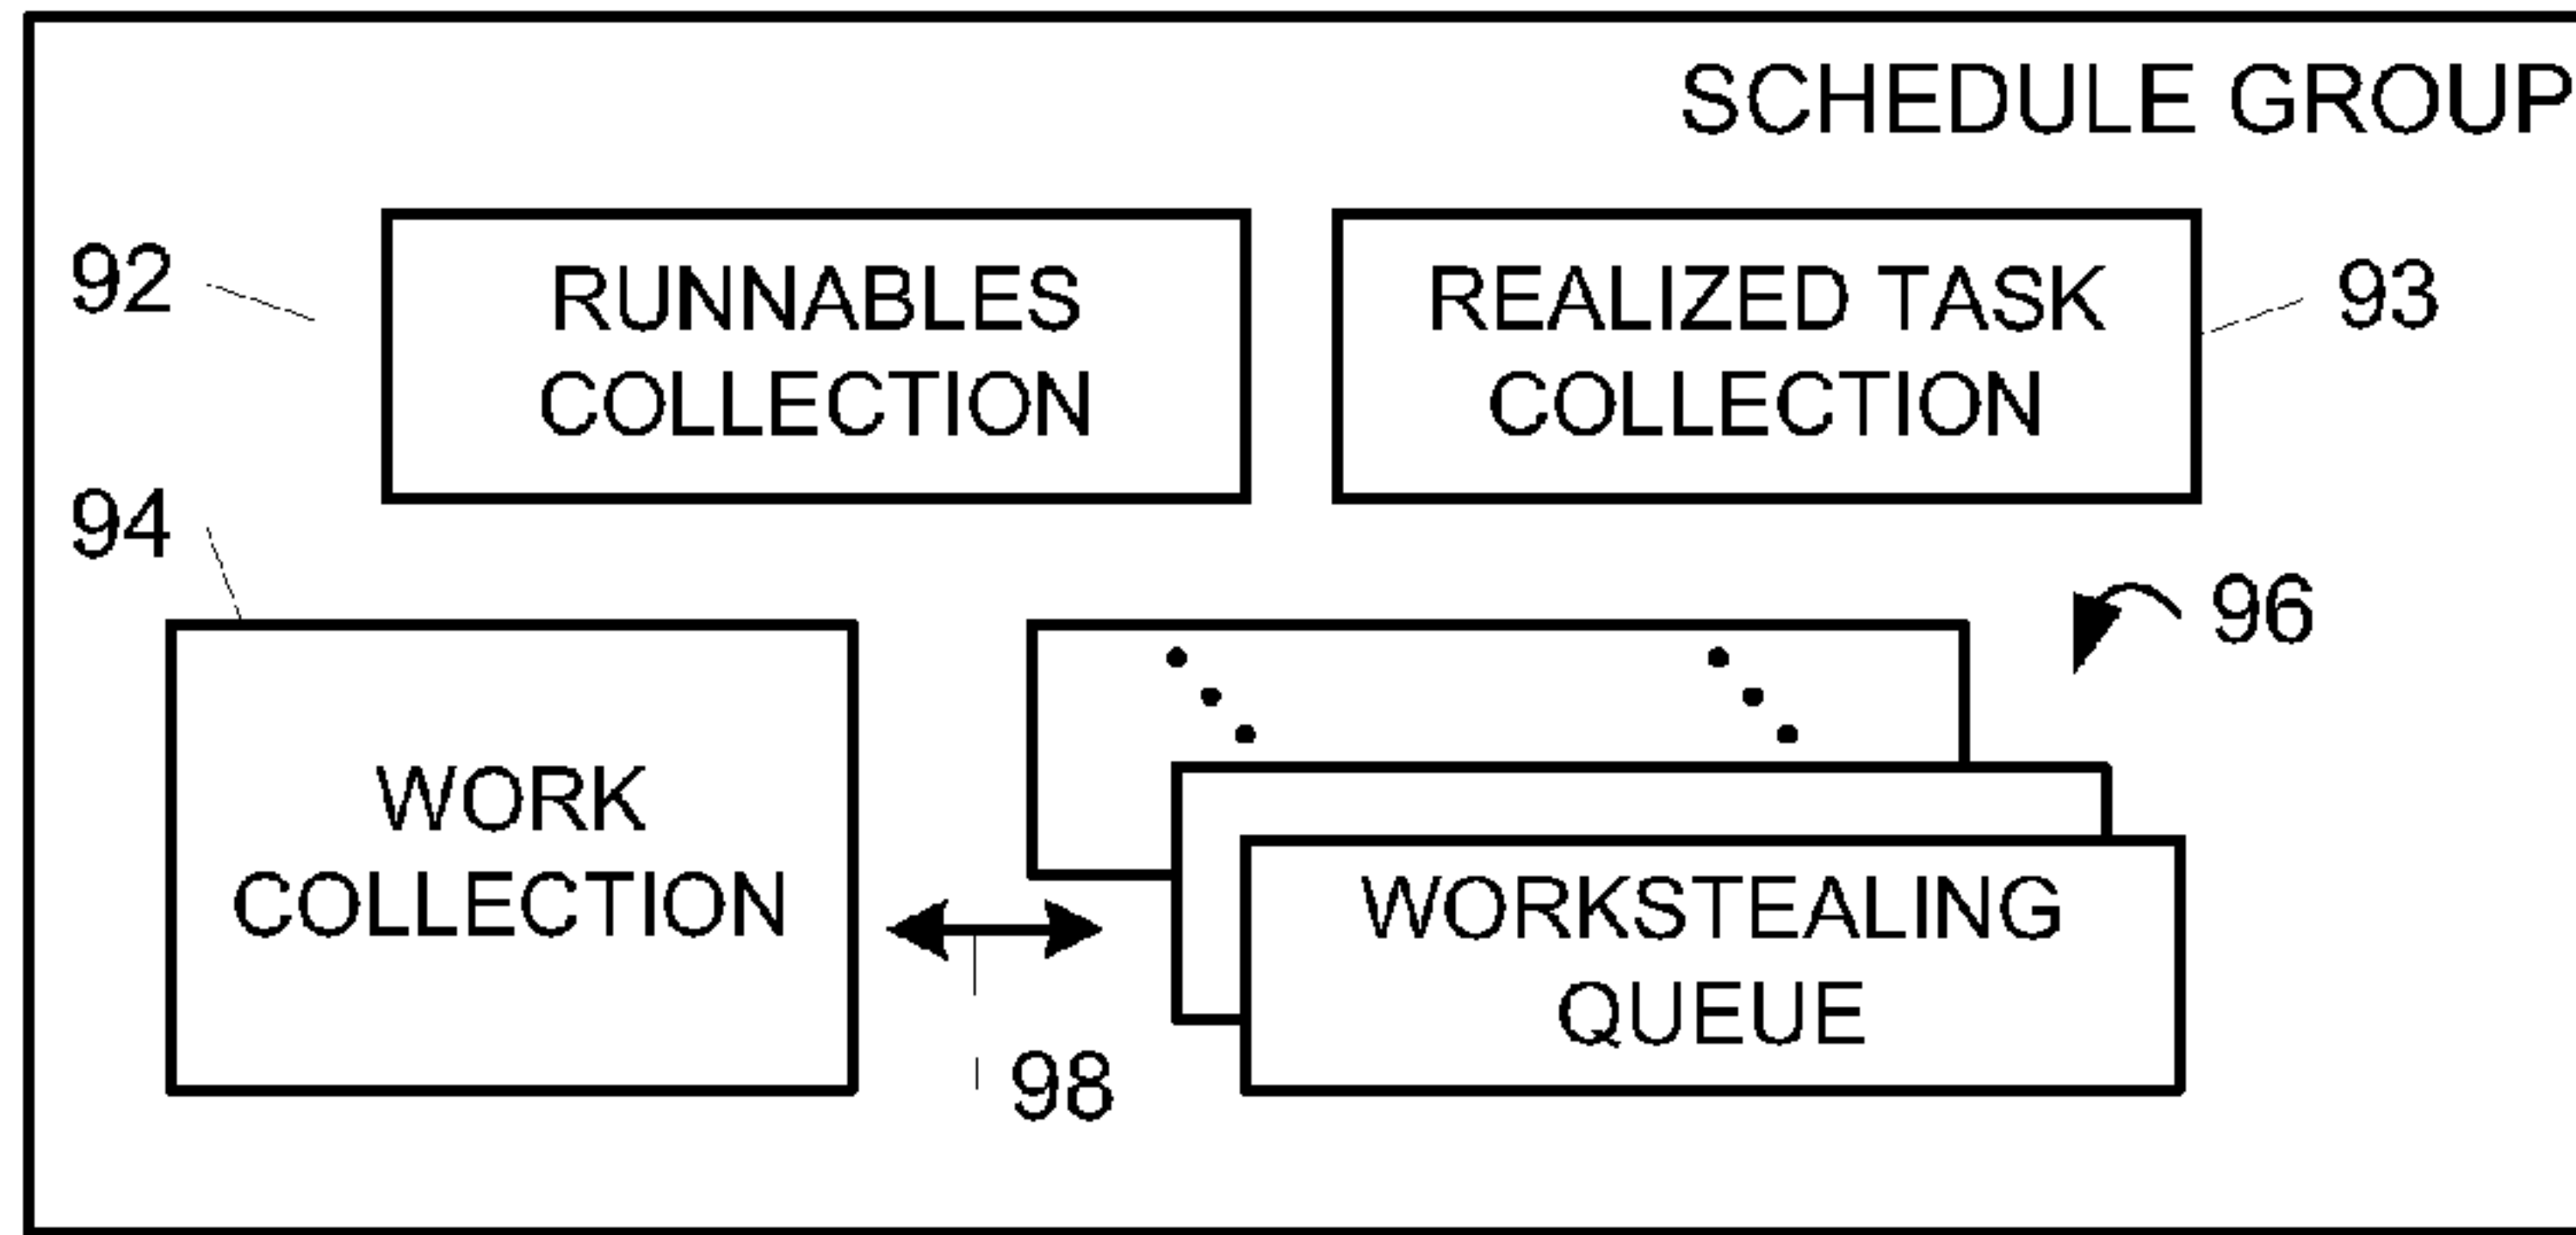 SCHEDULE GROUP
92
RUNNABLES
COLLECTION
REALIZED TASK
COLLECTION
93
94
WORK
COLLECTION
96
WORKSTEALING
QUEUE
98